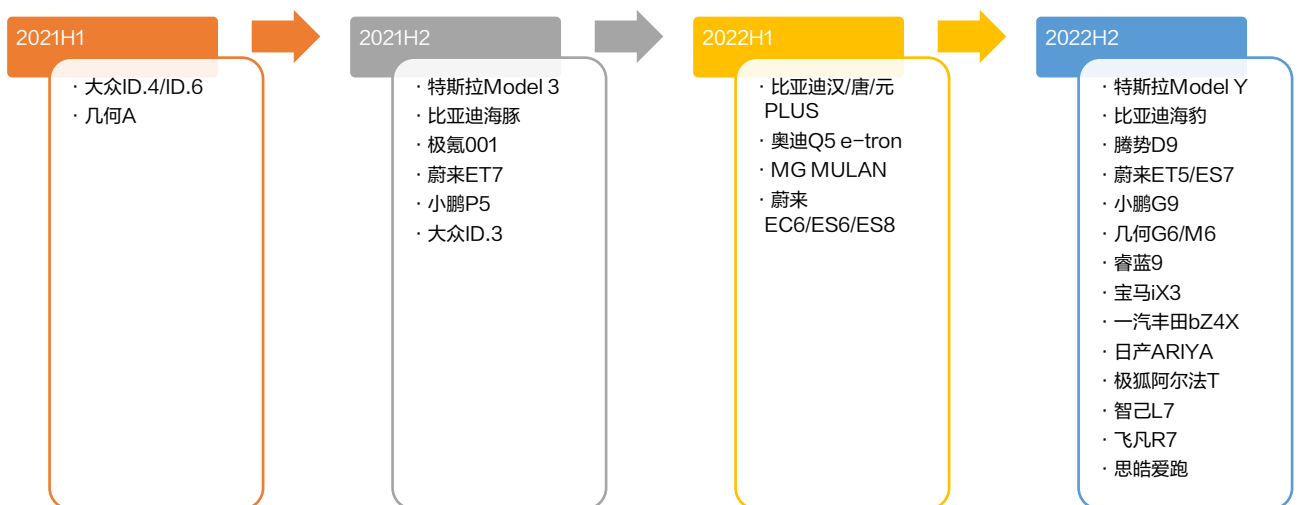 2021H1
· 大众ID.4/ID.6
· 几何A
2021H2
· 特斯拉Model 3
· 比亚迪海豚
· 极氪001
· 蔚来ET7
· 小鹏P5
· 大众ID.3
2022H1
· 比亚迪汉/唐/元
PLUS
· 奥迪Q5 e-tron
· MG MULAN
· 蔚来
EC6/ES6/ES8
2022H2
· 特斯拉Model Y
· 比亚迪海豹
· 腾势D9
· 蔚来ET5/ES7
· 小鹏G9
· 几何G6/M6
· 睿蓝9
· 宝马iX3
· 一汽丰田bZ4X
· 日产ARIYA
· 极狐阿尔法T
· 智己L7
· 飞凡R7
· 思皓爱跑